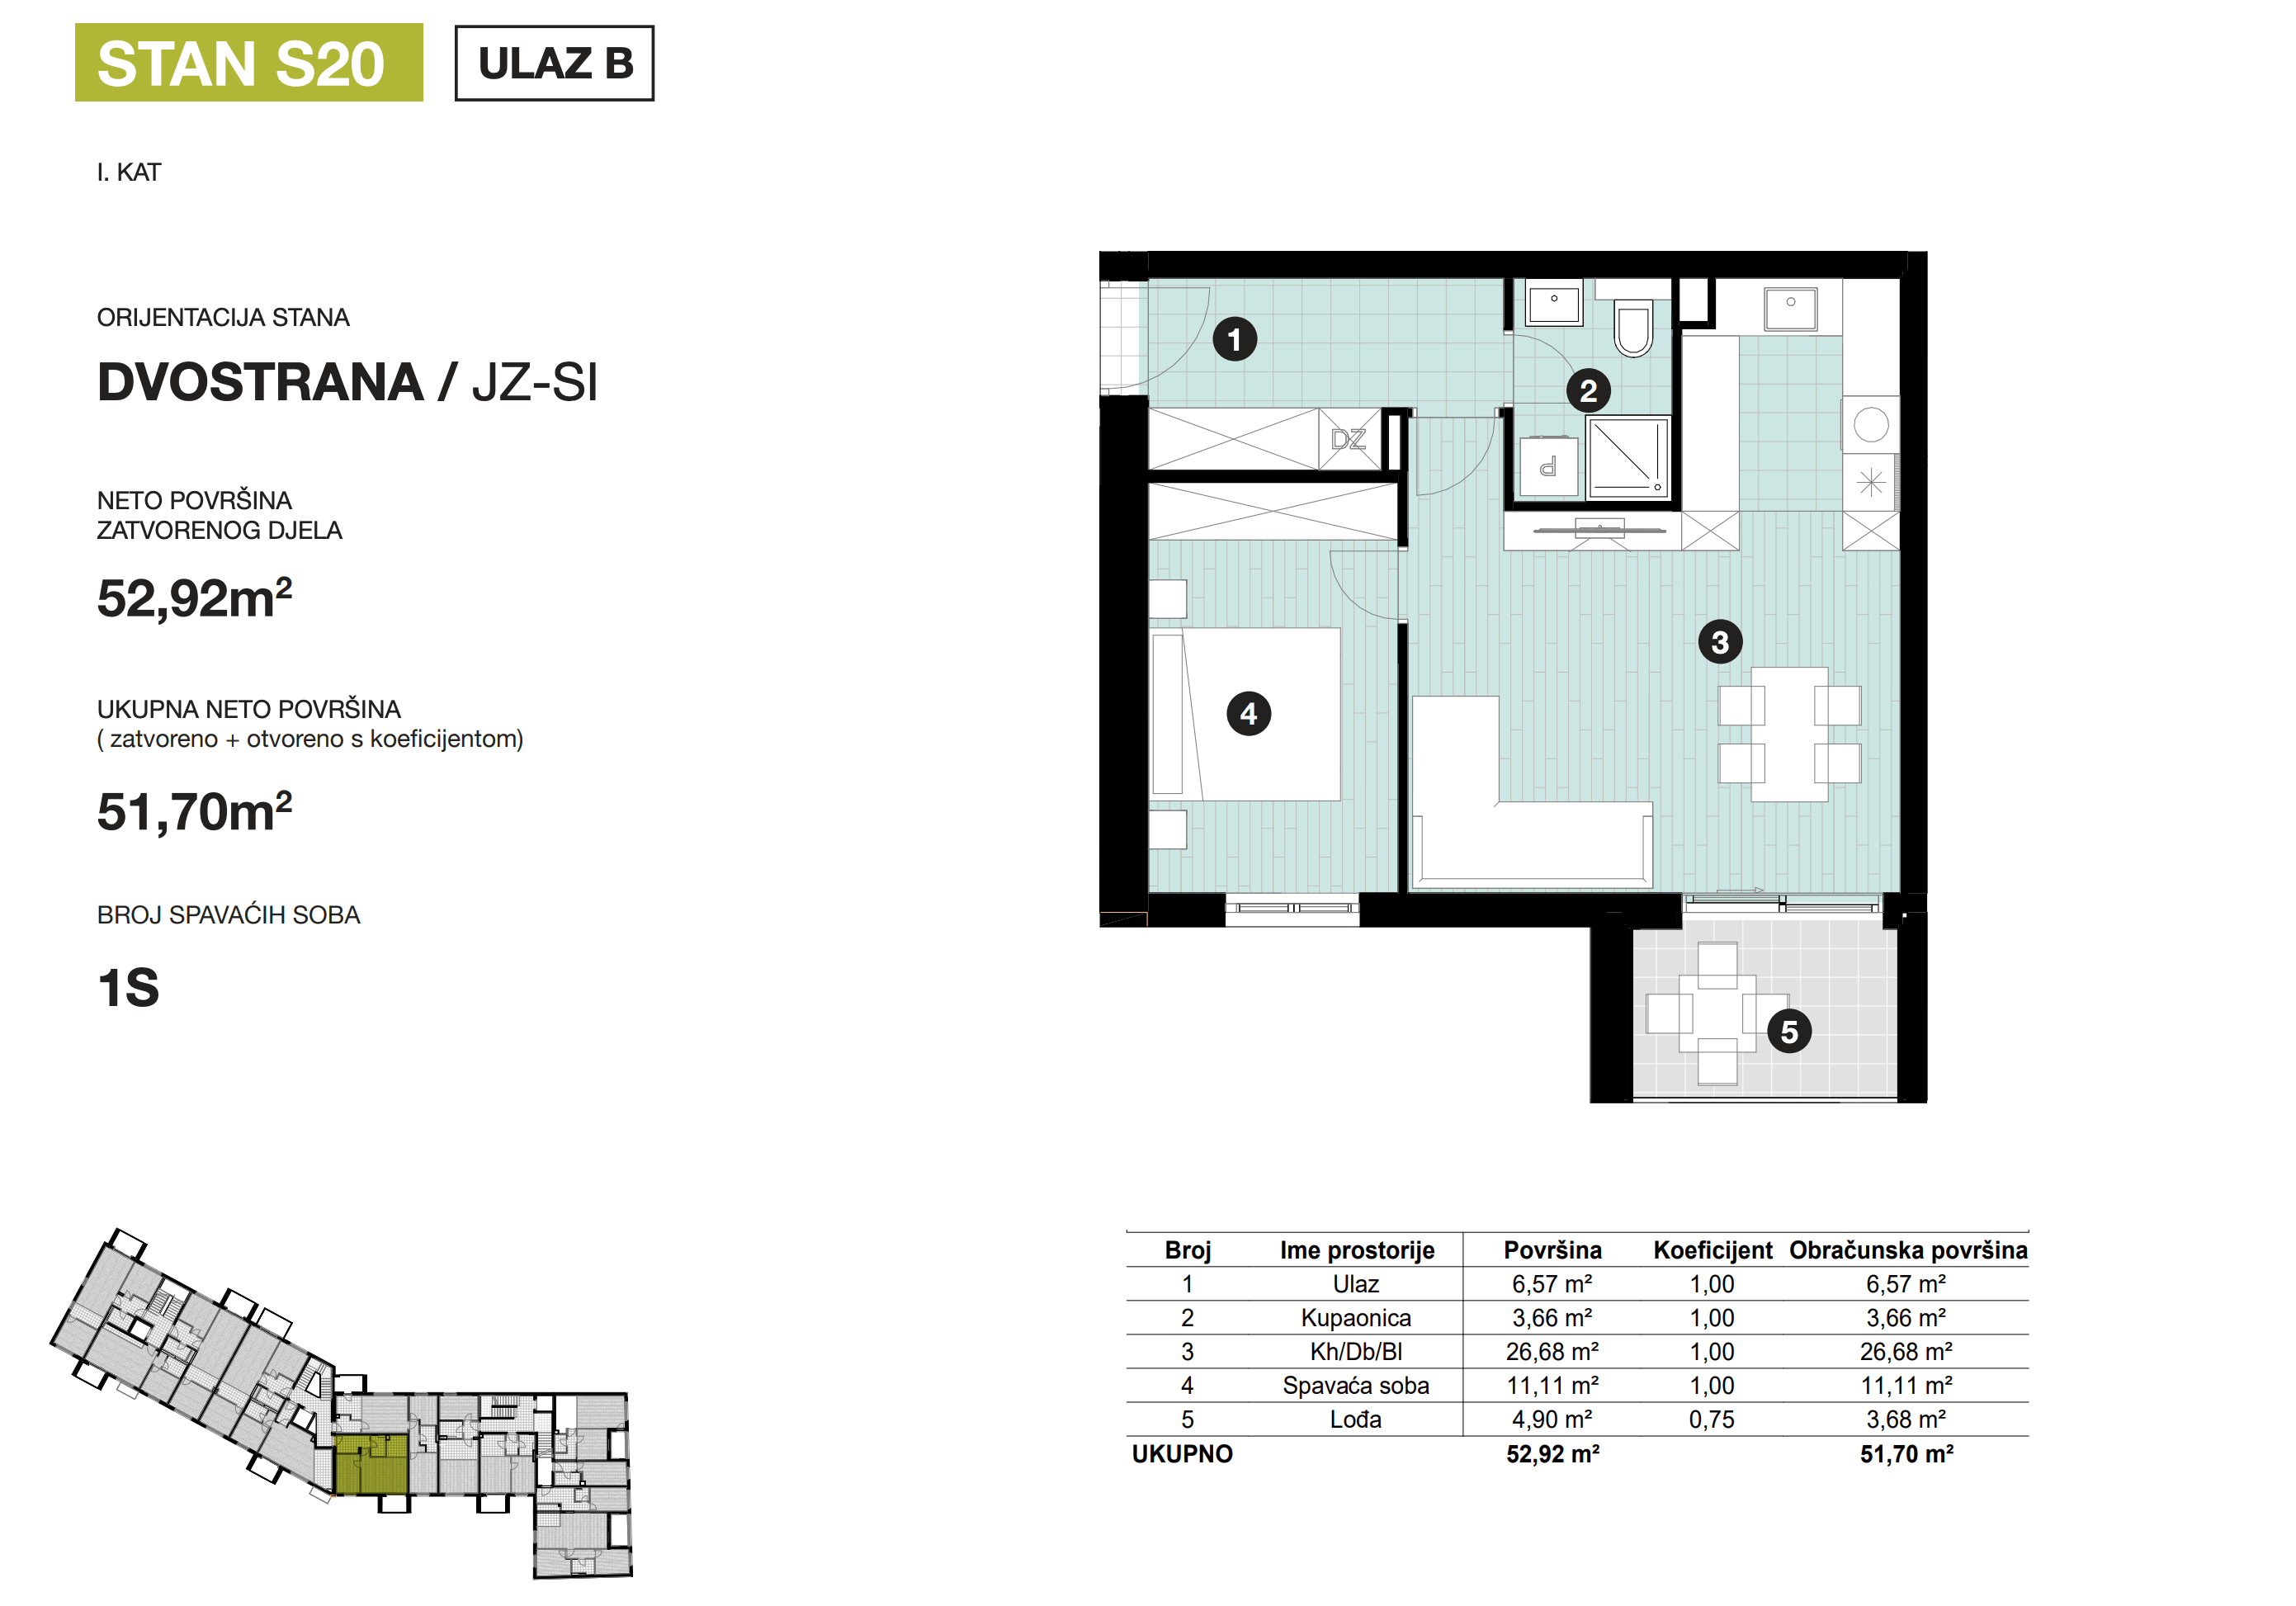 STAN S20
ULAZ B
I. KAT
ORIJENTACIJA STANA
DVOSTRANA / JZ-SI
NETO POVRŠINA
ZATVORENOG DJELA
52,92m²
UKUPNA NETO POVRŠINA
( zatvoreno + otvoreno s koeficijentom)
51,70m²
BROJ SPAVAĆIH SOBA
1S
1
2
DZ
P
3
4
5
Broj Ime prostorije Površina Koeficijent Obračunska površina
1 Ulaz 6,57 m² 1,00 6,57 m²
2 Kupaonica 3,66 m² 1,00 3,66 m²
3 Kh/Db/Bl 26,68 m² 1,00 26,68 m²
4 Spavaća soba 11,11 m² 1,00 11,11 m²
5 Lođa 4,90 m² 0,75 3,68 m²
UKUPNO 52,92 m² 51,70 m²